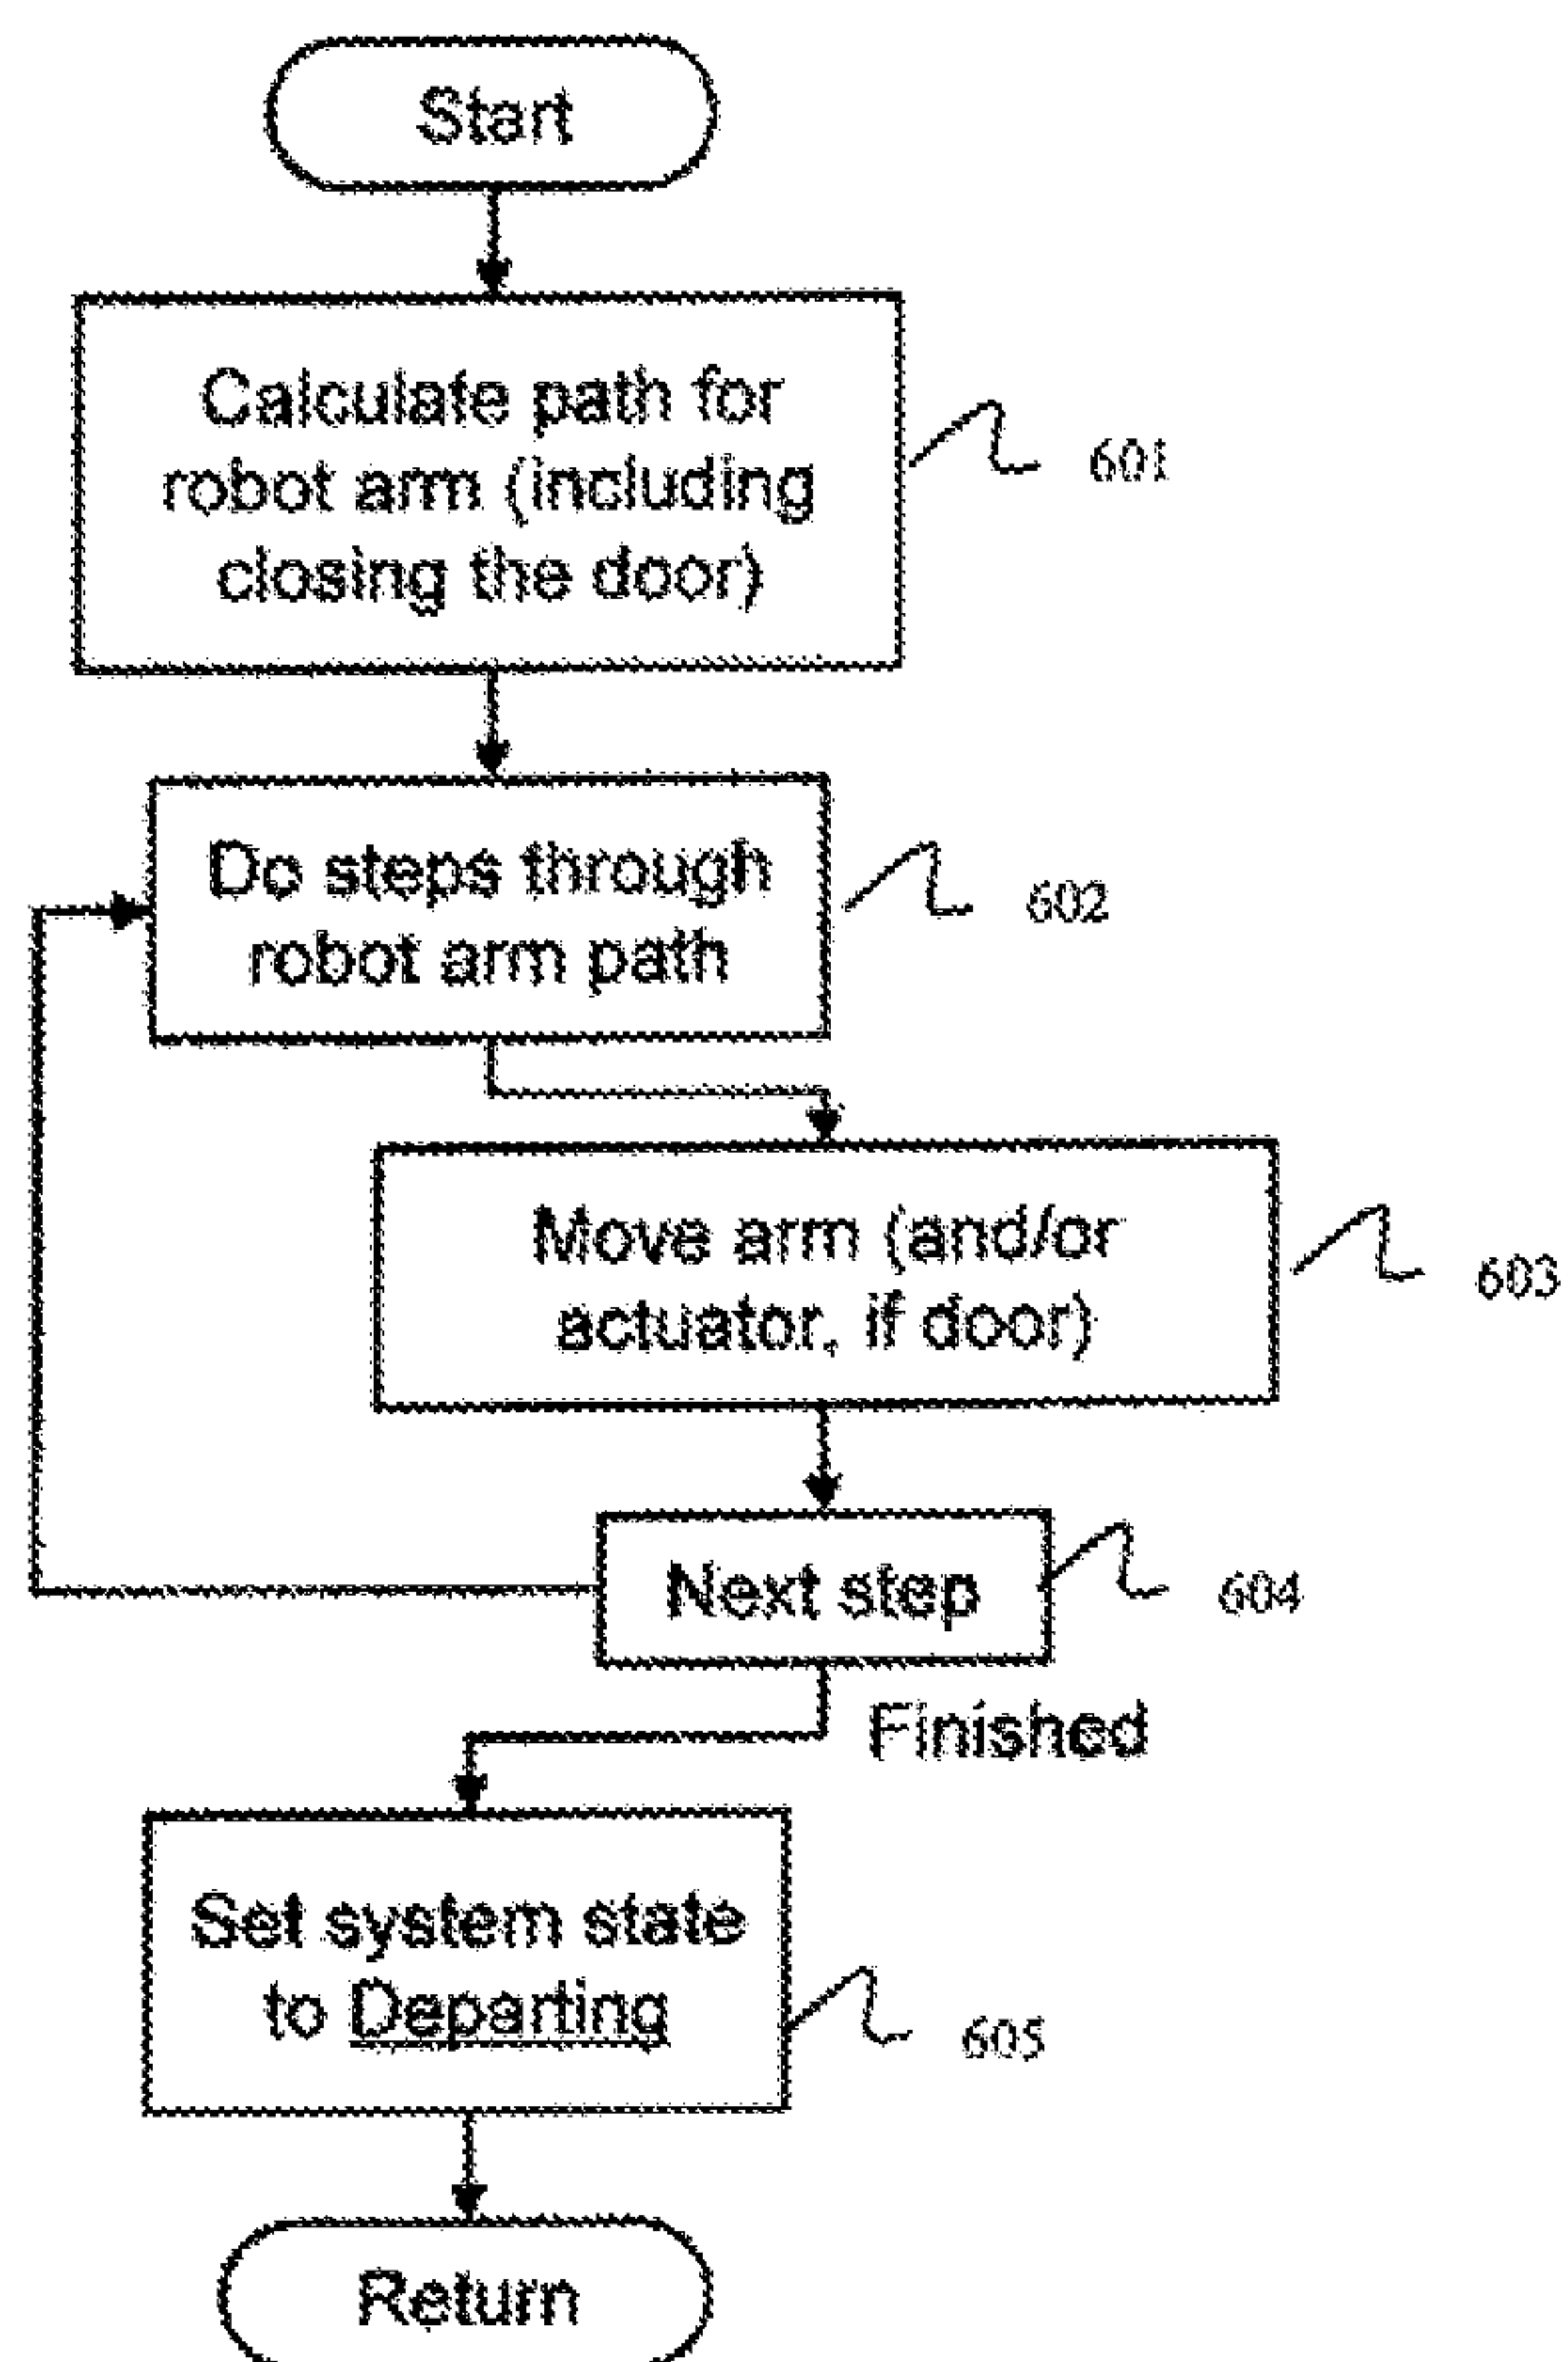 Start
Calculate path for
robot arm (including
closing the door)
601
Do steps through
robot arm path
602
Move arm (and/or
actuator, if door)
603
Next step
604
Finished
Set system state
to Departing
605
Return